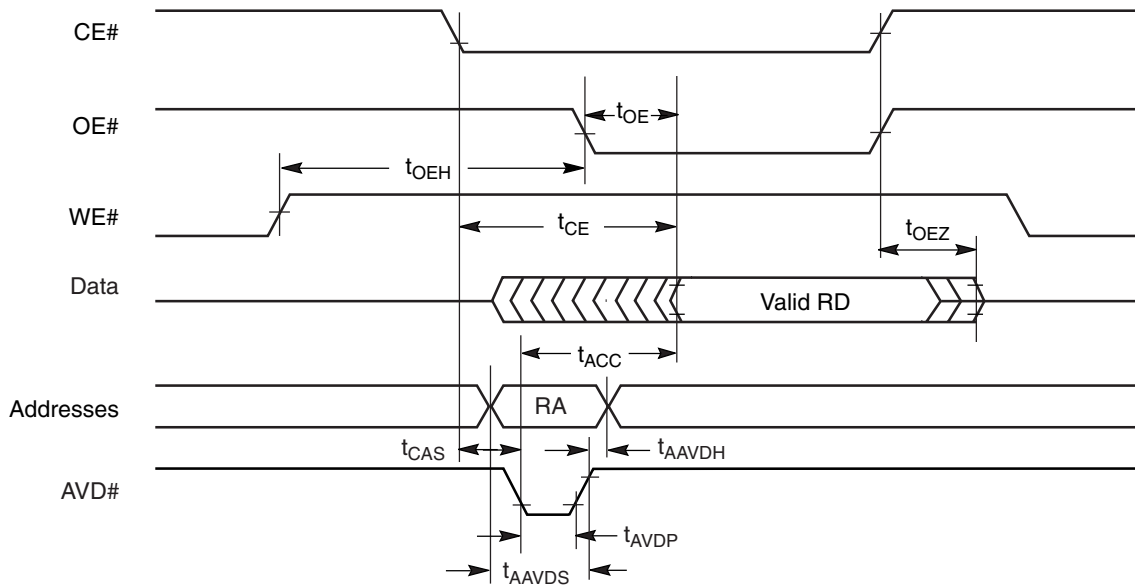 CE#
OE#
tOE
tOEH
WE#
tCE
tOEZ
Data
Valid RD
tACC
Addresses
RA
tCAS
tAAVDH
AVD#
tAVDP
tAAVDS